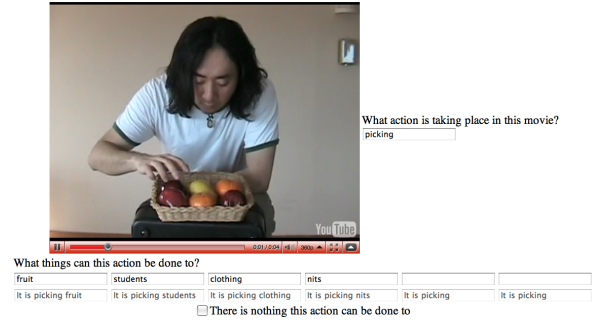 YouTube
What action is taking place in this movie?
picking
0:01 / 0:04 360p
What things can this action be done to?
fruit students clothing nits
It is picking fruit It is picking students It is picking clothing It is picking nits It is picking It is picking
There is nothing this action can be done to